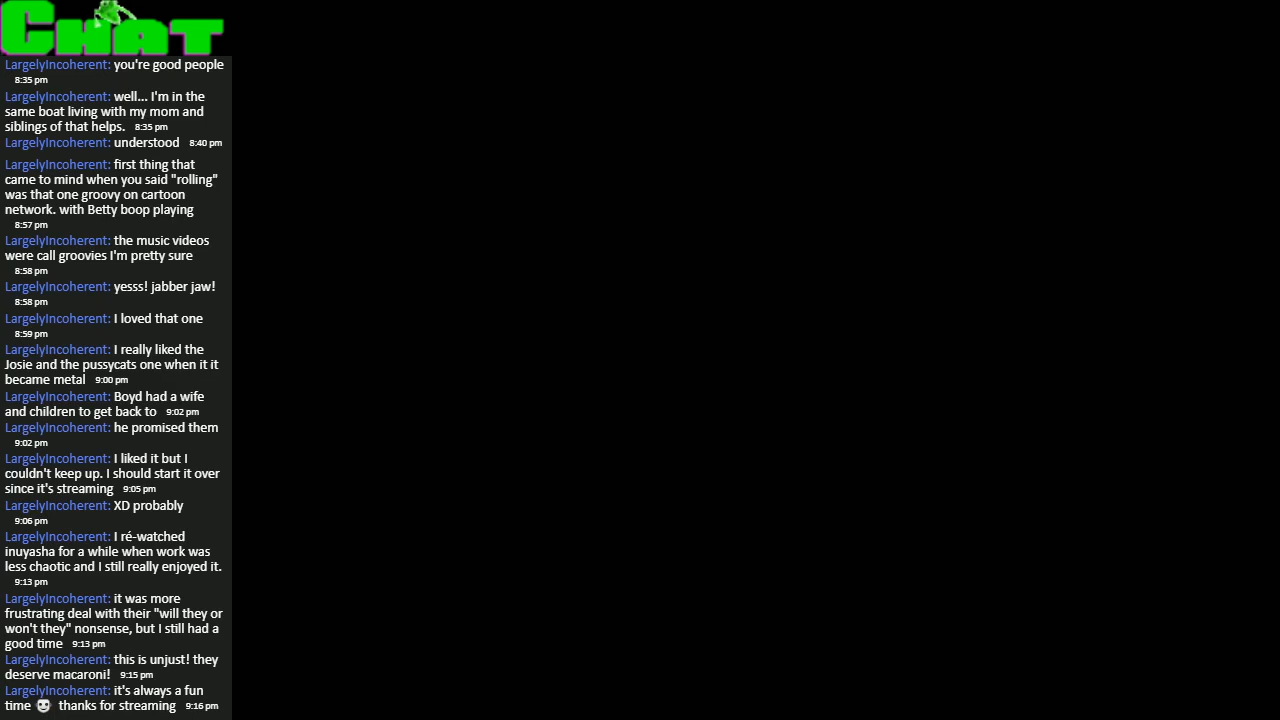 Chat
LargelyIncoherent: you're good people
8:35 pm
LargelyIncoherent: well... I'm in the
same boat living with my mom and
siblings of that helps. 8:35 pm
LargelyIncoherent: understood 8:40 pm
LargelyIncoherent: first thing that
came to mind when you said "rolling"
was that one groovy on cartoon
network. with Betty boop playing
8:57 pm
LargelyIncoherent: the music videos
were call groovies I'm pretty sure
8:58 pm
LargelyIncoherent: yesss! jabber jaw!
8:58 pm
LargelyIncoherent: I loved that one
8:59 pm
LargelyIncoherent: I really liked the
Josie and the pussycats one when it it
became metal 9:00 pm
LargelyIncoherent: Boyd had a wife
and children to get back to 9:02 pm
LargelyIncoherent: he promised them
9:02 pm
LargelyIncoherent: I liked it but I
couldn't keep up. I should start it over
since it's streaming 9:05 pm
LargelyIncoherent: XD probably
9:06 pm
LargelyIncoherent: I ré-watched
inuyasha for a while when work was
less chaotic and I still really enjoyed it.
9:13 pm
LargelyIncoherent: it was more
frustrating deal with their "will they or
won't they" nonsense, but I still had a
good time 9:13 pm
LargelyIncoherent: this is unjust! they
deserve macaroni! 9:15 pm
LargelyIncoherent: it's always a fun
time thanks for streaming 9:16 pm